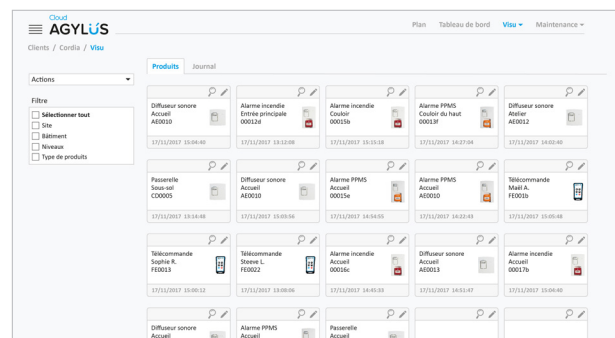 Cloud
AGYLUS
Plan Tableau de bord Visu Maintenance
Clients / Cordia / Visu
Produits Journal
Actions
Filtre
Sélectionner tout
Site
Bâtiment
Niveaux
Type de produits
Diffuseur sonore
Accueil
AE0010
17/11/2017 15:04:40
Alarme incendie
Entrée principale
00012d
17/11/2017 13:12:08
Alarme incendie
Couloir
00015b
17/11/2017 15:15:18
Alarme PPMS
Couloir du haut
00013f
17/11/2017 14:27:04
Diffuseur sonore
Atelier
AE0012
17/11/2017 14:02:40
Passerelle
Sous-sol
CD0005
17/11/2017 13:14:48
Diffuseur sonore
Accueil
AE0010
17/11/2017 15:03:56
Alarme PPMS
Accueil
00015e
17/11/2017 14:54:55
Alarme PPMS
Accueil
AE0010
17/11/2017 14:22:43
Télécommande
Maël A.
FE001b
17/11/2017 15:05:48
Télécommande
Sophie R.
FE0013
17/11/2017 15:00:12
Télécommande
Steeve L.
FE0022
17/11/2017 13:08:06
Alarme incendie
Accueil
00016c
17/11/2017 14:45:33
Diffuseur sonore
Accueil
AE0013
17/11/2017 14:51:47
Alarme incendie
Accueil
00017b
17/11/2017 15:04:40
Diffuseur sonore
Accueil
Alarme PPMS
Accueil
Passerelle
Accueil